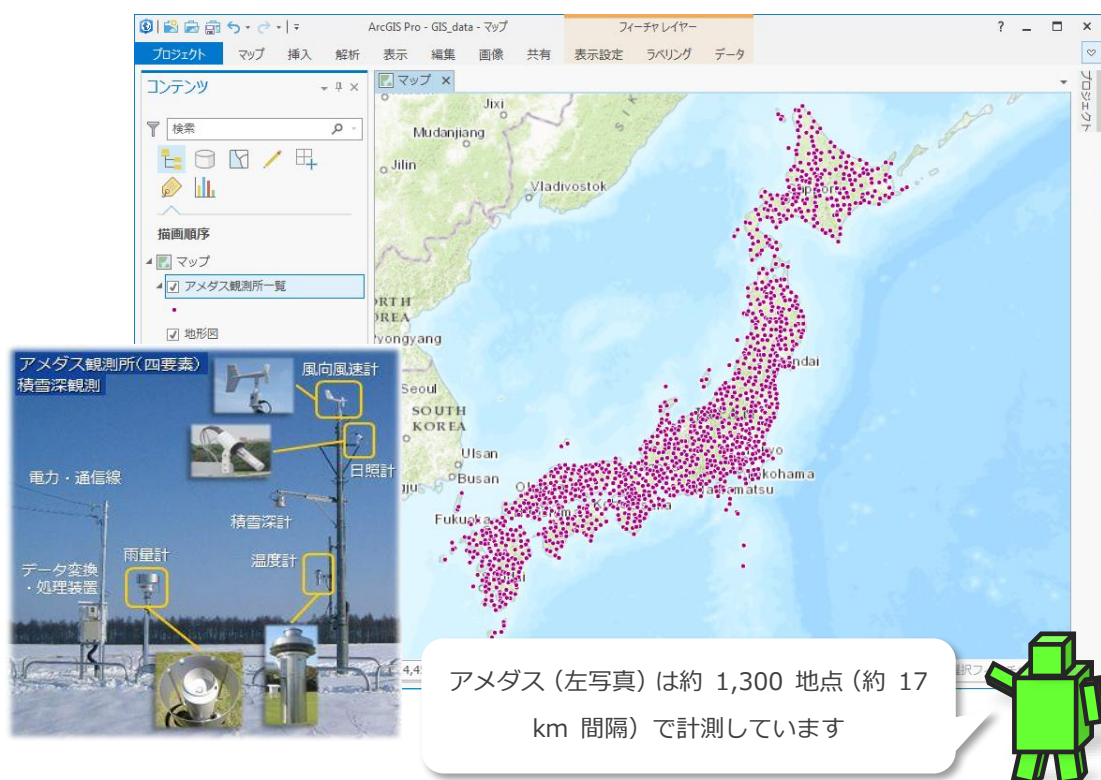 ArcGIS Pro - GIS_data - マップ
フィーチャ レイヤー
?
プロジェクト マップ 挿入 解析 表示 編集 画像 共有 表示設定 ラベリング データ
コンテンツ
検索
描画順序
マップ
アメダス観測所一覧
地形図
マップ
プロジェクト
Jixi
Mudanjiang
Jilin
Vladivostok
Seoul
SOUTH
KOREA
Ulsan
Busan
Fukuoka
アメダス観測所(四要素)
積雪深観測
風向風速計
日照計
電力・通信線
積雪深計
雨量計
温度計
データ変換
・処理装置
アメダス（左写真）は約 1,300 地点（約 17
km 間隔）で計測しています